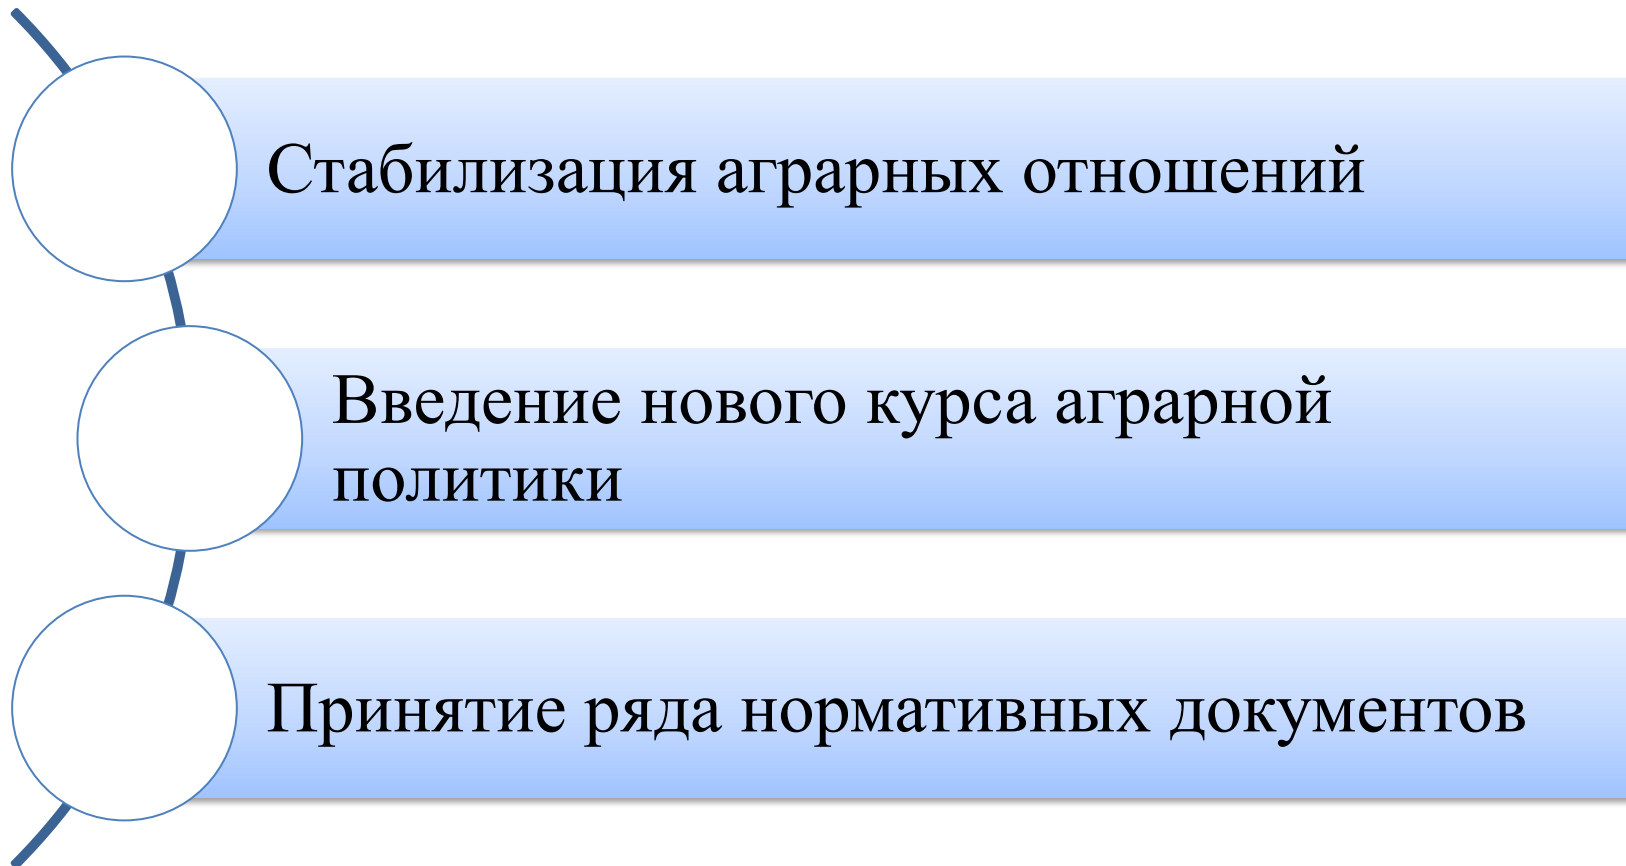 Стабилизация аграрных отношений
Введение нового курса аграрной
политики
Принятие ряда нормативных документов